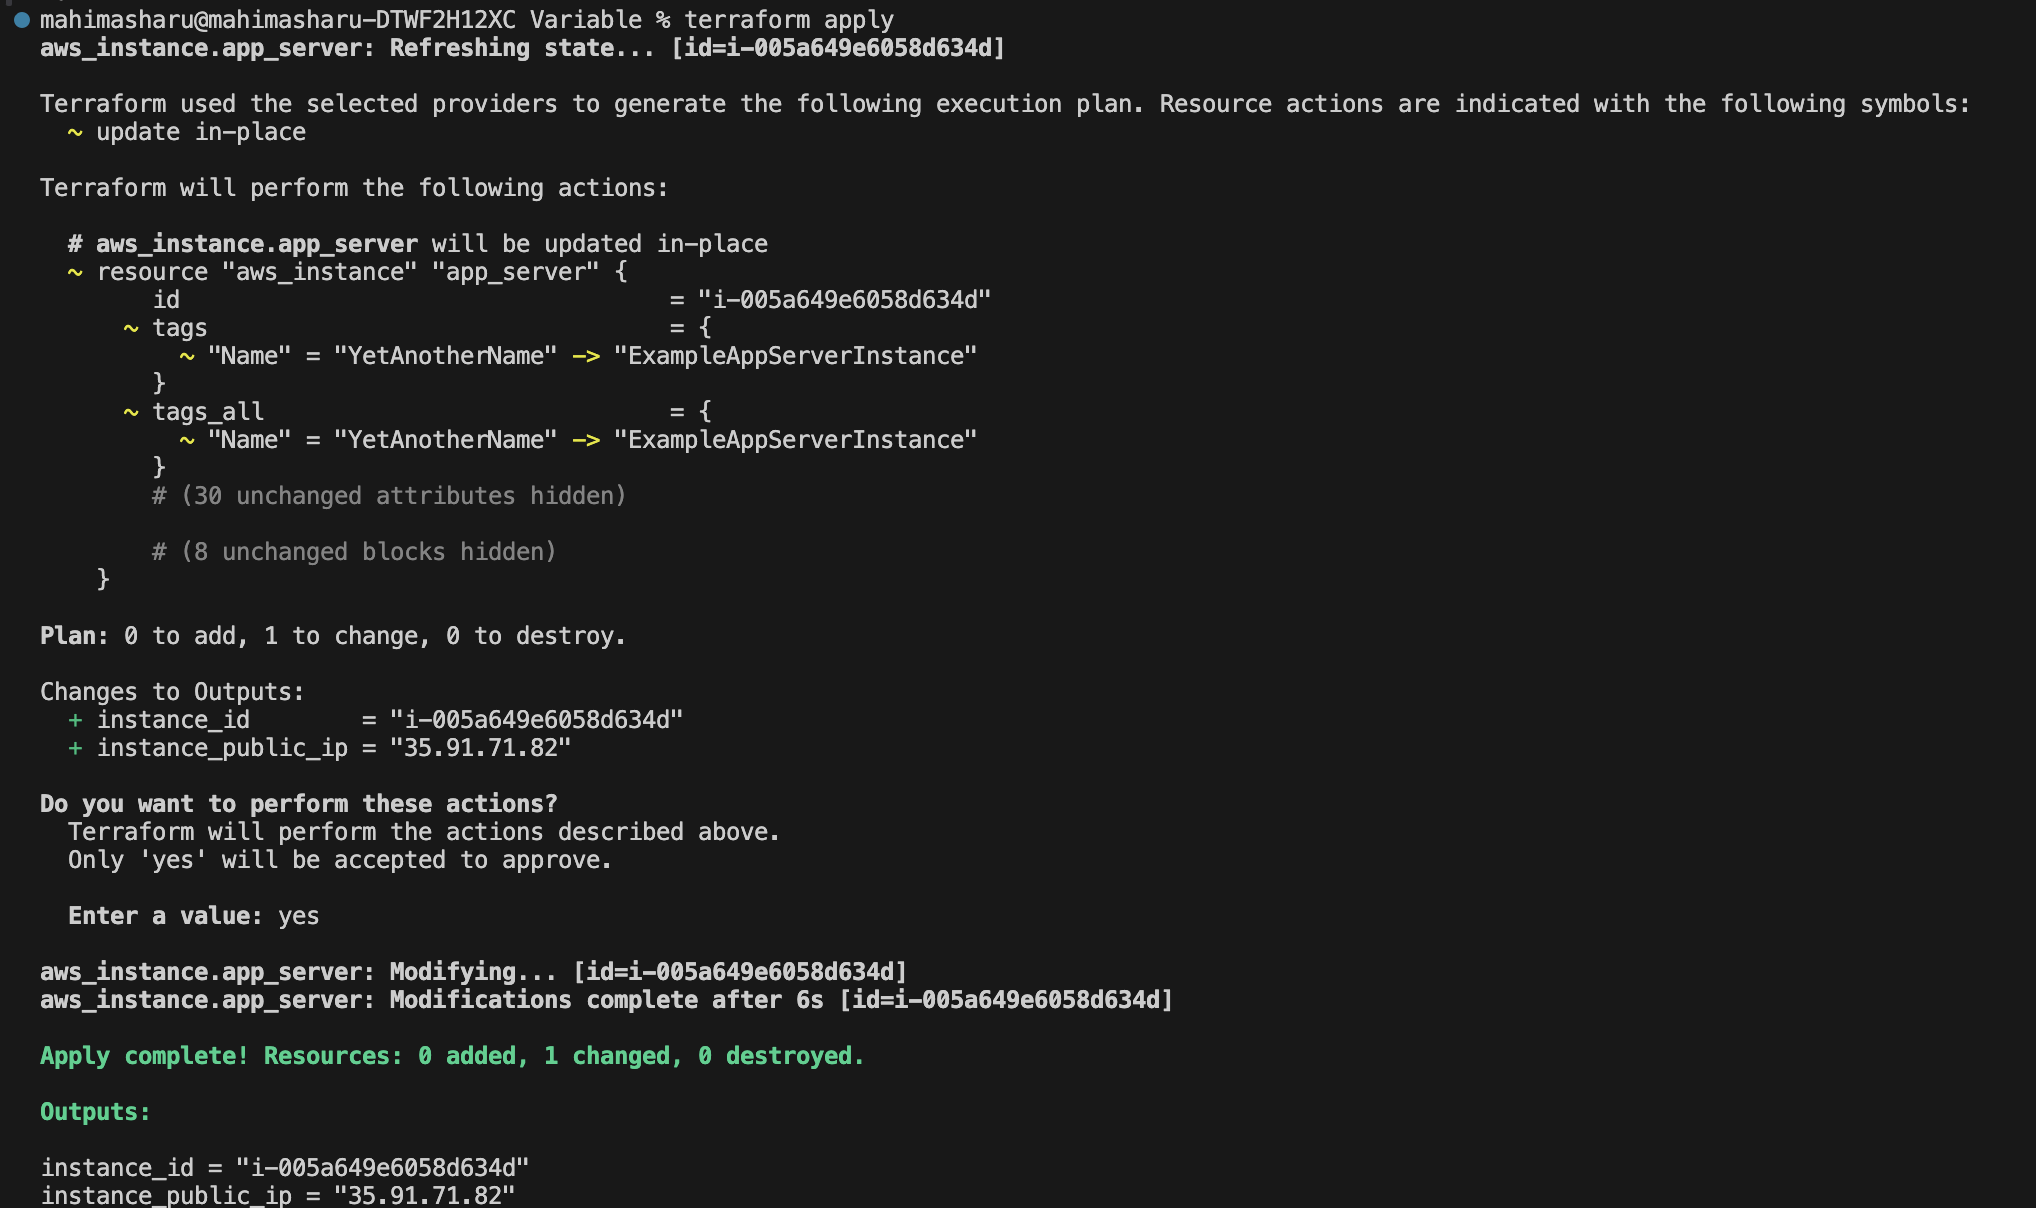 mahimasharu@mahimasharu-DTWF2H12XC Variable % terraform apply
aws_instance.app_server: Refreshing state... [id=i-005a649e6058d634d]
Terraform used the selected providers to generate the following execution plan. Resource actions are indicated with the following symbols:
~ update in-place
Terraform will perform the following actions:
# aws_instance.app_server will be updated in-place
~ resource "aws_instance" "app_server" {
id = "i-005a649e6058d634d"
~ tags = {
~ "Name" = "YetAnotherName" -> "ExampleAppServerInstance"
}
~ tags_all = {
~ "Name" = "YetAnotherName" -> "ExampleAppServerInstance"
}
# (30 unchanged attributes hidden)
# (8 unchanged blocks hidden)
}
Plan: 0 to add, 1 to change, 0 to destroy.
Changes to Outputs:
+ instance_id = "i-005a649e6058d634d"
+ instance_public_ip = "35.91.71.82"
Do you want to perform these actions?
Terraform will perform the actions described above.
Only 'yes' will be accepted to approve.
Enter a value: yes
aws_instance.app_server: Modifying... [id=i-005a649e6058d634d]
aws_instance.app_server: Modifications complete after 6s [id=i-005a649e6058d634d]
Apply complete! Resources: 0 added, 1 changed, 0 destroyed.
Outputs:
instance_id = "i-005a649e6058d634d"
instance_public_ip = "35.91.71.82"